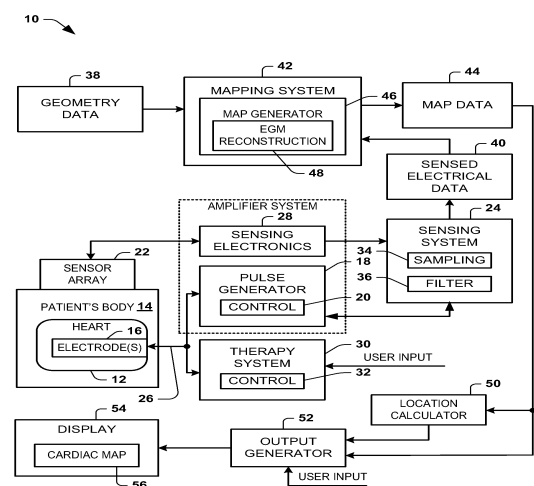 10
38
GEOMETRY
DATA
42
MAPPING SYSTEM
46
MAP GENERATOR
EGM
RECONSTRUCTION
48
44
MAP DATA
40
SENSED
ELECTRICAL
DATA
AMPLIFIER SYSTEM
28
SENSING
ELECTRONICS
24
SENSING
SYSTEM
34
SAMPLING
36
FILTER
22
SENSOR
ARRAY
18
PULSE
GENERATOR
CONTROL
20
PATIENT'S BODY 14
HEART
16
ELECTRODE(S)
12
26
30
THERAPY
SYSTEM
CONTROL
32
USER INPUT
50
LOCATION
CALCULATOR
54
DISPLAY
CARDIAC MAP
56
52
OUTPUT
GENERATOR
USER INPUT